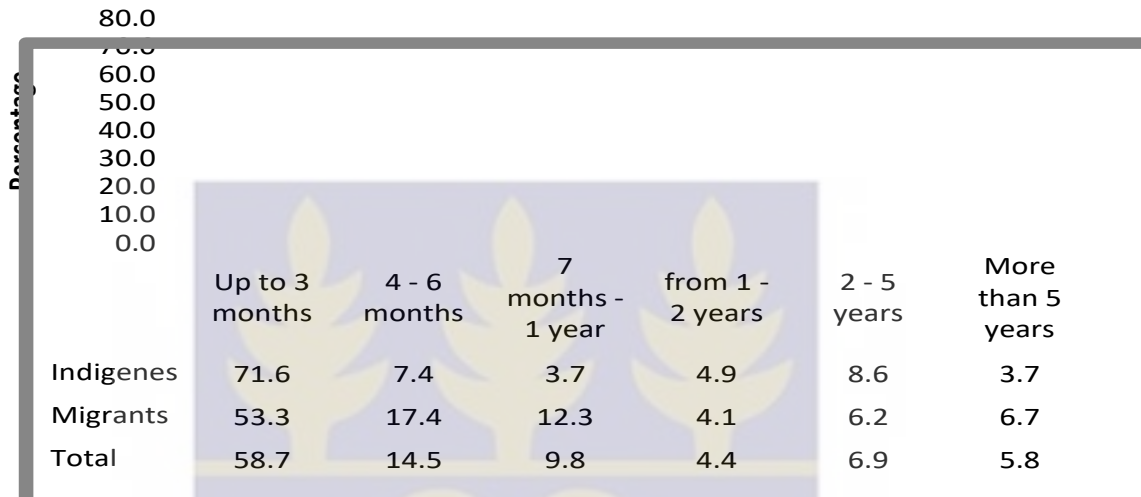 80.0
70.0
60.0
50.0
40.0
30.0
20.0
10.0
0.0
Percentage
Up to 3 months
4 - 6 months
7 months - 1 year
from 1 - 2 years
2 - 5 years
More than 5 years
Indigenes 71.6 7.4 3.7 4.9 8.6 3.7
Migrants 53.3 17.4 12.3 4.1 6.2 6.7
Total 58.7 14.5 9.8 4.4 6.9 5.8